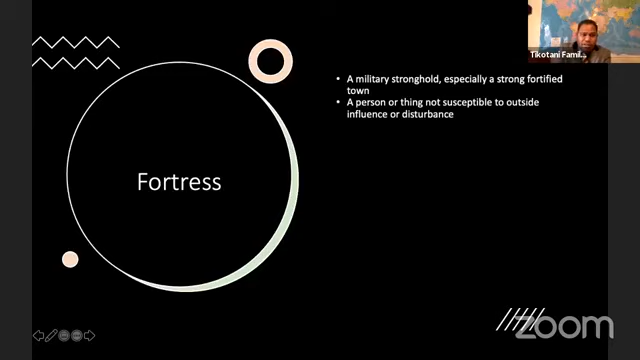 Tikotani Famil...
Fortress
• A military stronghold, especially a strong fortified
town
• A person or thing not susceptible to outside
influence or disturbance
zoom